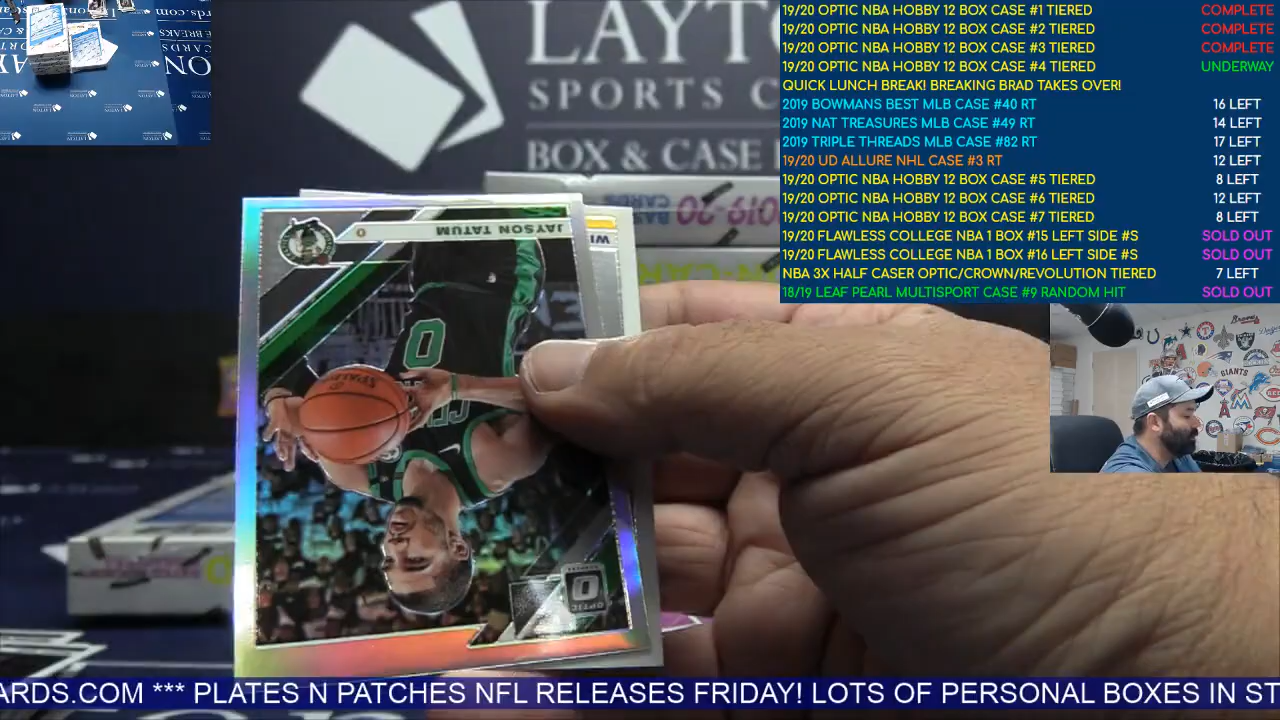 19/20 OPTIC NBA HOBBY 12 BOX CASE #1 TIERED COMPLETE
19/20 OPTIC NBA HOBBY 12 BOX CASE #2 TIERED COMPLETE
19/20 OPTIC NBA HOBBY 12 BOX CASE #3 TIERED COMPLETE
19/20 OPTIC NBA HOBBY 12 BOX CASE #4 TIERED UNDERWAY
QUICK LUNCH BREAK! BREAKING BRAD TAKES OVER!
2019 BOWMANS BEST MLB CASE #40 RT 16 LEFT
2019 NAT TREASURES MLB CASE #49 RT 14 LEFT
2019 TRIPLE THREADS MLB CASE #82 RT 17 LEFT
19/20 UD ALLURE NHL CASE #3 RT 12 LEFT
19/20 OPTIC NBA HOBBY 12 BOX CASE #5 TIERED 8 LEFT
19/20 OPTIC NBA HOBBY 12 BOX CASE #6 TIERED 12 LEFT
19/20 OPTIC NBA HOBBY 12 BOX CASE #7 TIERED 8 LEFT
19/20 FLAWLESS COLLEGE NBA 1 BOX #15 LEFT SIDE #S SOLD OUT
19/20 FLAWLESS COLLEGE NBA 1 BOX #16 LEFT SIDE #S SOLD OUT
NBA 3X HALF CASER OPTIC/CROWN/REVOLUTION TIERED 7 LEFT
18/19 LEAF PEARL MULTISPORT CASE #9 RANDOM HIT SOLD OUT
LAYTO
SPORTS C
BOX & CASE
2019-20
JAYSON TATUM
0
WI
0
SPALDING
OPTIC
GIANTS
Braves
ARDS.COM *** PLATES N PATCHES NFL RELEASES FRIDAY! LOTS OF PERSONAL BOXES IN ST